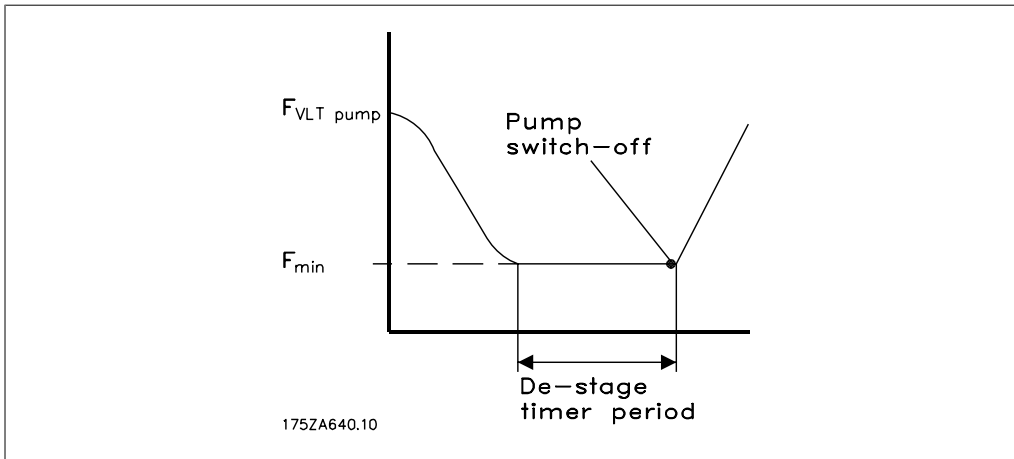 F_VLT pump
Pump
switch-off
F_min
De-stage
timer period
175ZA640.10